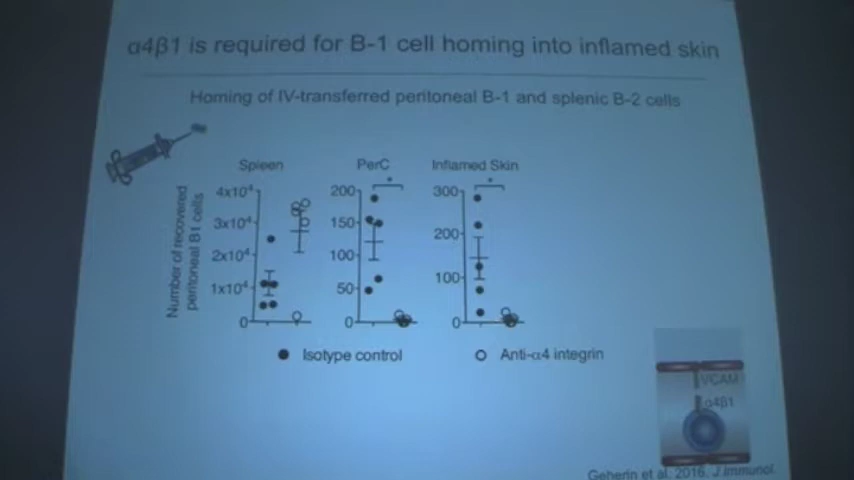 α4β1 is required for B-1 cell homing into inflamed skin
Homing of IV-transferred peritoneal B-1 and splenic B-2 cells
Spleen
PerC
Inflamed Skin
Number of recovered
peritoneal B1 cells
4x10⁴
3x10⁴
2x10⁴
1x10⁴
0
200
150
100
50
0
*
300
200
100
0
*
Isotype control
Anti-α4 integrin
VCAM
α4β1
Geherin et al. 2016. J Immunol.